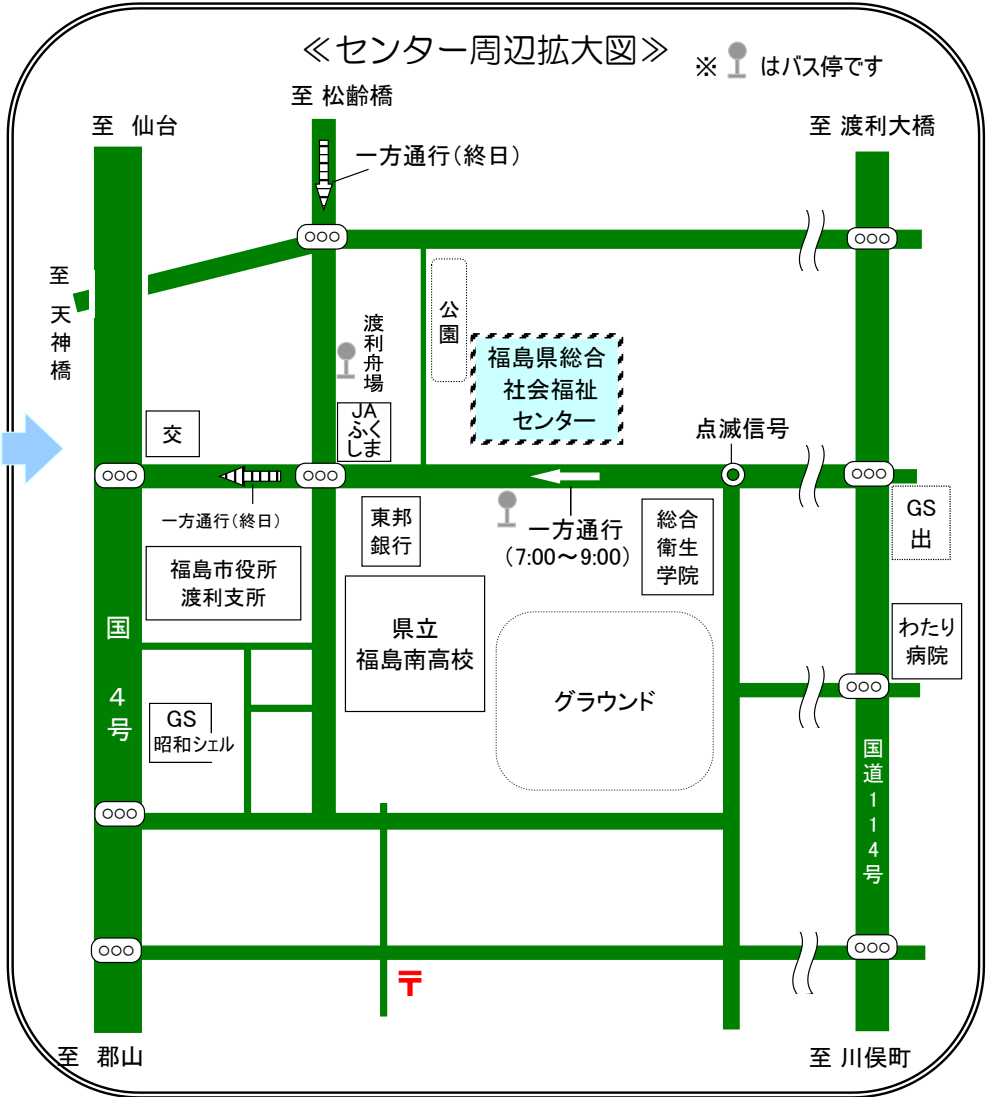 ≪センター周辺拡大図≫
※ はバス停です
至 松齢橋
至 仙台
至 渡利大橋
一方通行(終日)
至 天神橋
公園
渡利舟場
福島県総合
社会福祉
センター
JA
ふく
しま
交
点滅信号
一方通行(終日)
東邦
銀行
一方通行
(7:00～9:00)
総合
衛生
学院
GS
出
福島市役所
渡利支所
県立
福島南高校
グラウンド
わたり
病院
国 4号
GS
昭和シェル
国道114号
〒
至 郡山
至 川俣町